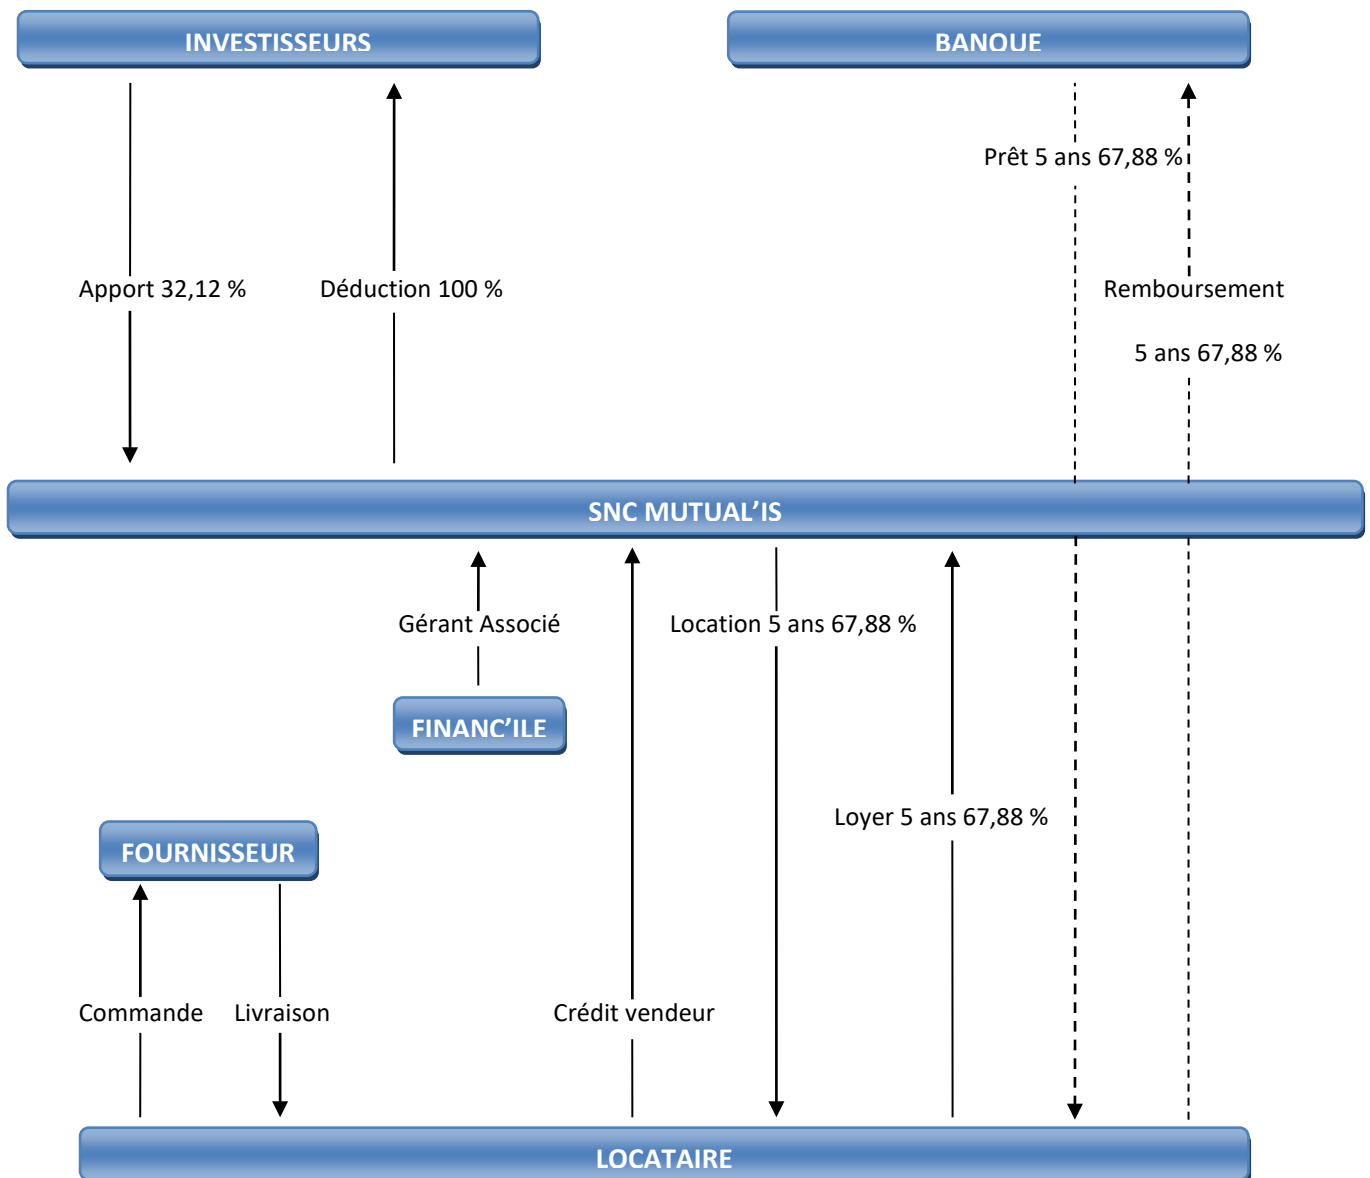 INVESTISSEURS
BANQUE
Prêt 5 ans 67,88 %
Apport 32,12 %
Déduction 100 %
Remboursement
5 ans 67,88 %
SNC MUTUAL’IS
Gérant Associé
Location 5 ans 67,88 %
FINANC’ILE
Loyer 5 ans 67,88 %
FOURNISSEUR
Commande
Livraison
Crédit vendeur
LOCATAIRE